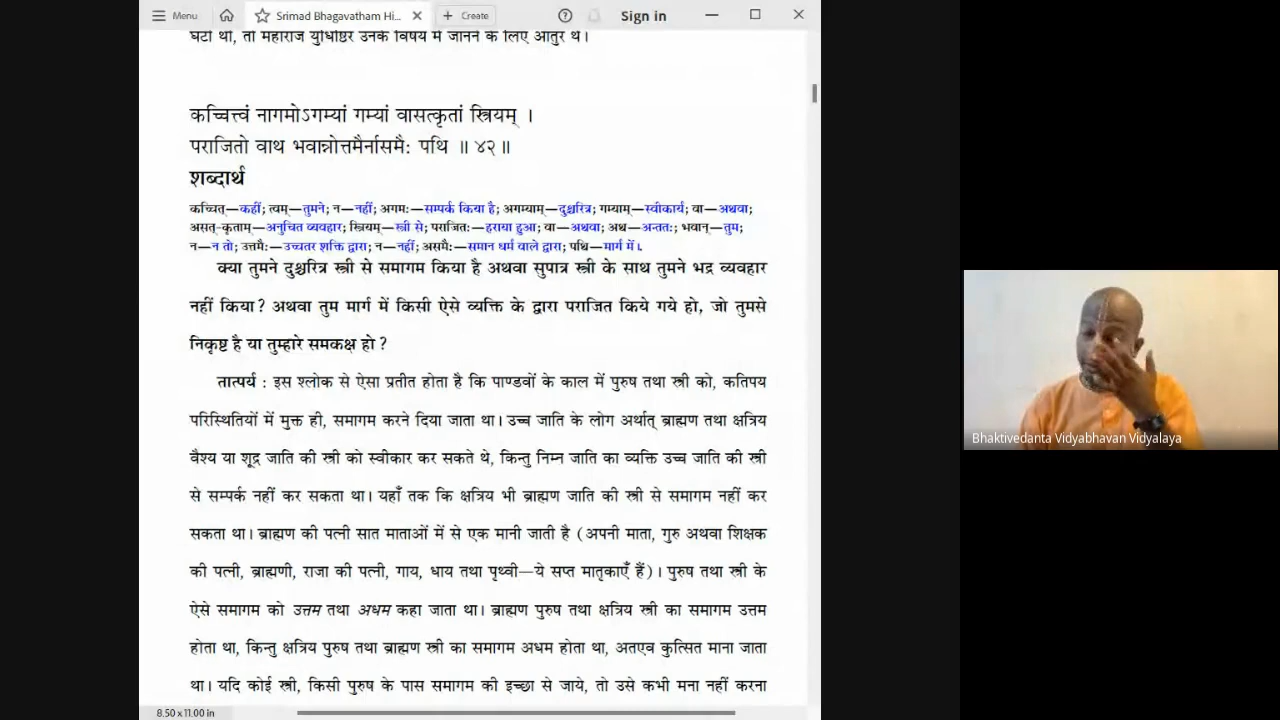 Menu
Srimad Bhagavatham Hi...
Create
Sign in
घटी थी, तो महाराज युधिष्ठिर उनके विषय में जानने के लिए आतुर थे।
कच्चित्त्वं नागमोऽगम्यां गम्यां वासत्कृतां स्त्रियम् ।
पराजितो वाथ भवान्नोत्तमैर्नासमैः पथि ॥ ४२॥
शब्दार्थ
कच्चित्—कहीं; त्वम्—तुमने; न—नहीं; अगमः—सम्पर्क किया है; अगम्याम्—दुश्चरित्र; गम्याम्—स्वीकार्य; वा—अथवा;
असत्-कृताम्—अनुचित व्यवहार; स्त्रियम्—स्त्री से; पराजितः—हराया हुआ; वा—अथवा; अथ—अन्ततः; भवान्—तुम;
न—न तो; उत्तमैः—उच्चतर शक्ति द्वारा; न—नहीं; असमैः—समान धर्म वाले द्वारा; पथि—मार्ग में।
क्या तुमने दुश्चरित्र स्त्री से समागम किया है अथवा सुपात्र स्त्री के साथ तुमने भद्र व्यवहार
नहीं किया? अथवा तुम मार्ग में किसी ऐसे व्यक्ति के द्वारा पराजित किये गये हो, जो तुमसे
निकृष्ट है या तुम्हारे समकक्ष हो ?
तात्पर्य : इस श्लोक से ऐसा प्रतीत होता है कि पाण्डवों के काल में पुरुष तथा स्त्री को, कतिपय
परिस्थितियों में मुक्त ही, समागम करने दिया जाता था। उच्च जाति के लोग अर्थात् ब्राह्मण तथा क्षत्रिय
वैश्य या शूद्र जाति की स्त्री को स्वीकार कर सकते थे, किन्तु निम्न जाति का व्यक्ति उच्च जाति की स्त्री
से सम्पर्क नहीं कर सकता था। यहाँ तक कि क्षत्रिय भी ब्राह्मण जाति की स्त्री से समागम नहीं कर
सकता था। ब्राह्मण की पत्नी सात माताओं में से एक मानी जाती है (अपनी माता, गुरु अथवा शिक्षक
की पत्नी, ब्राह्मणी, राजा की पत्नी, गाय, धाय तथा पृथ्वी—ये सप्त मातृकाएँ हैं)। पुरुष तथा स्त्री के
ऐसे समागम को उत्तम तथा अधम कहा जाता था। ब्राह्मण पुरुष तथा क्षत्रिय स्त्री का समागम उत्तम
होता था, किन्तु क्षत्रिय पुरुष तथा ब्राह्मण स्त्री का समागम अधम होता था, अतएव कुत्सित माना जाता
था। यदि कोई स्त्री, किसी पुरुष के पास समागम की इच्छा से जाये, तो उसे कभी मना नहीं करना
8.50 x 11.00 in
Bhaktivedanta Vidyabhavan Vidyalaya